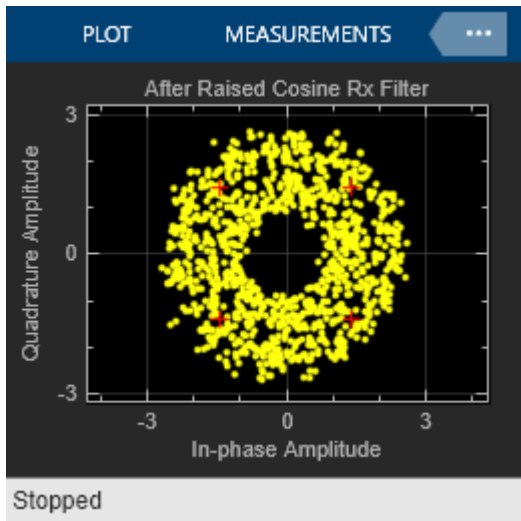 PLOT MEASUREMENTS ...
After Raised Cosine Rx Filter
3
0
-3
Quadrature Amplitude
-3 0 3
In-phase Amplitude
Stopped